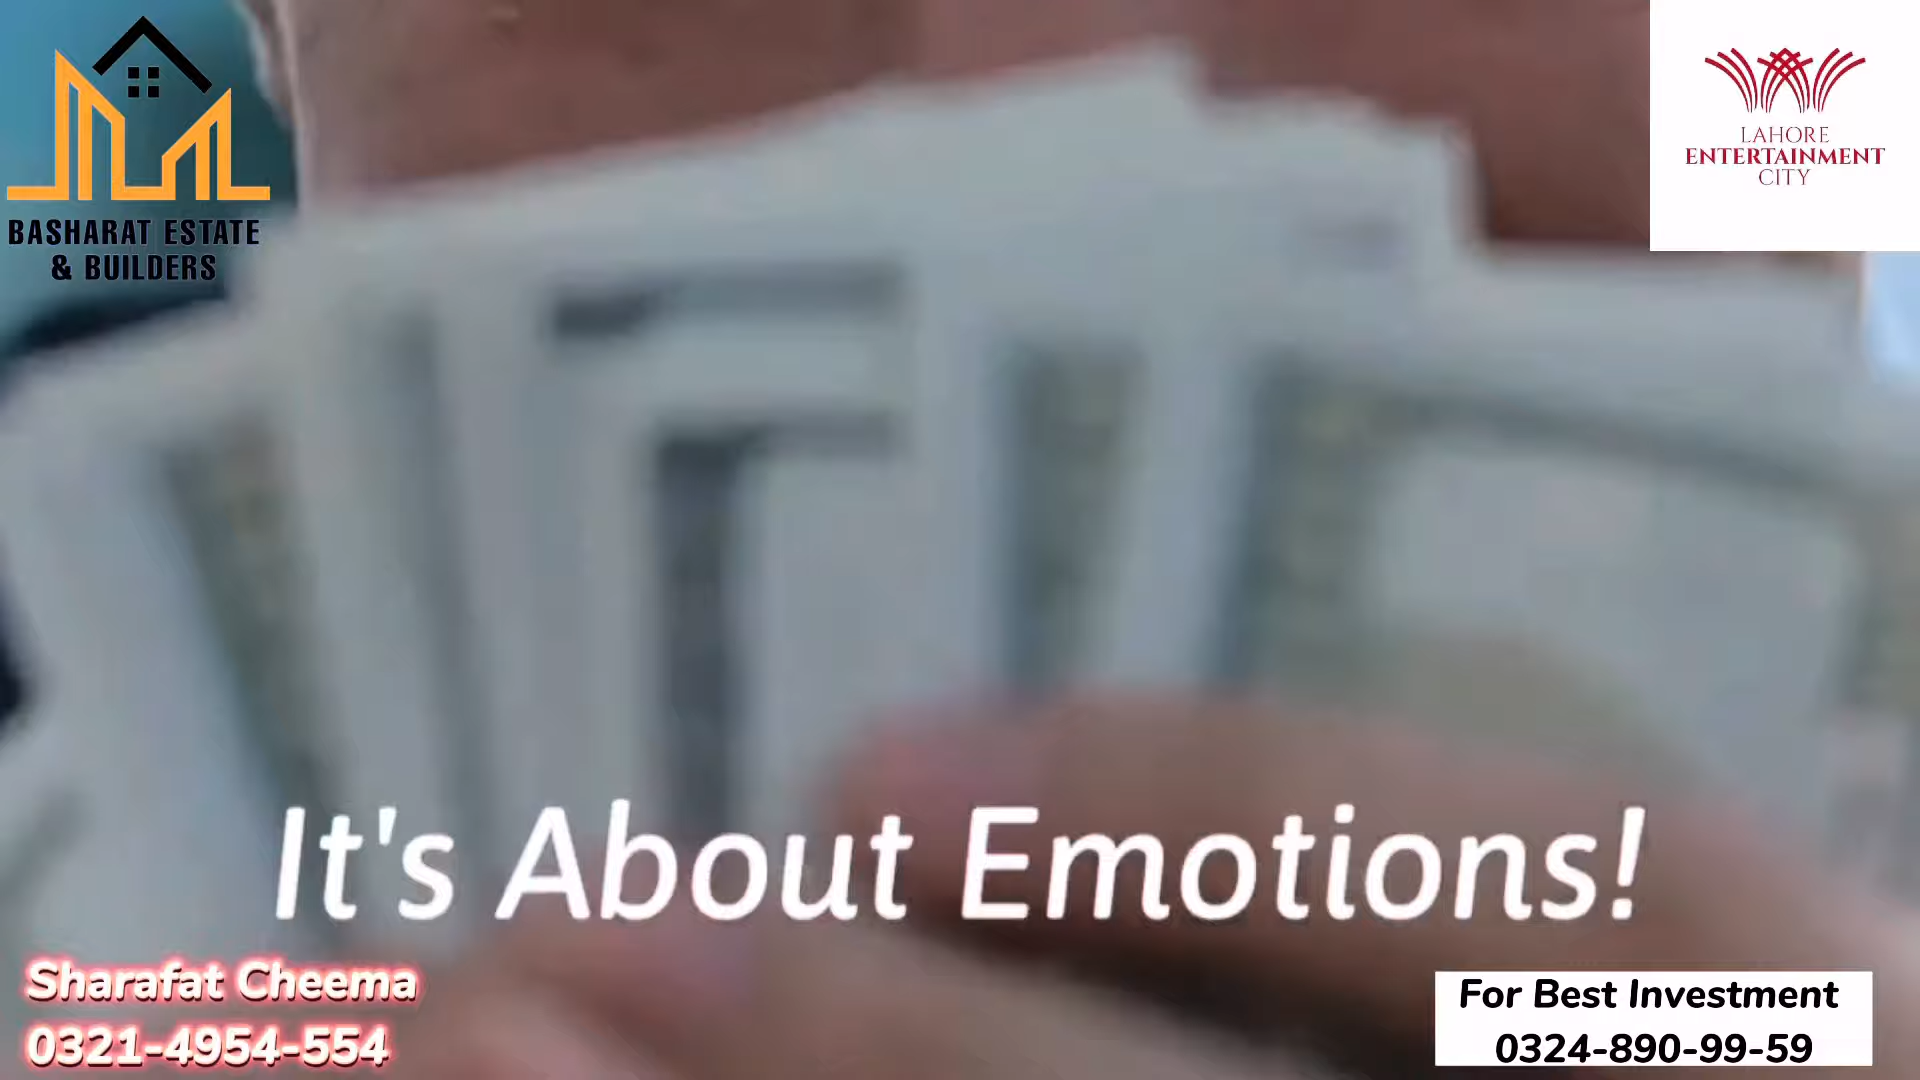 BASHARAT ESTATE
& BUILDERS
LAHORE
ENTERTAINMENT
CITY
It's About Emotions!
Sharafat Cheema
0321-4954-554
For Best Investment
0324-890-99-59